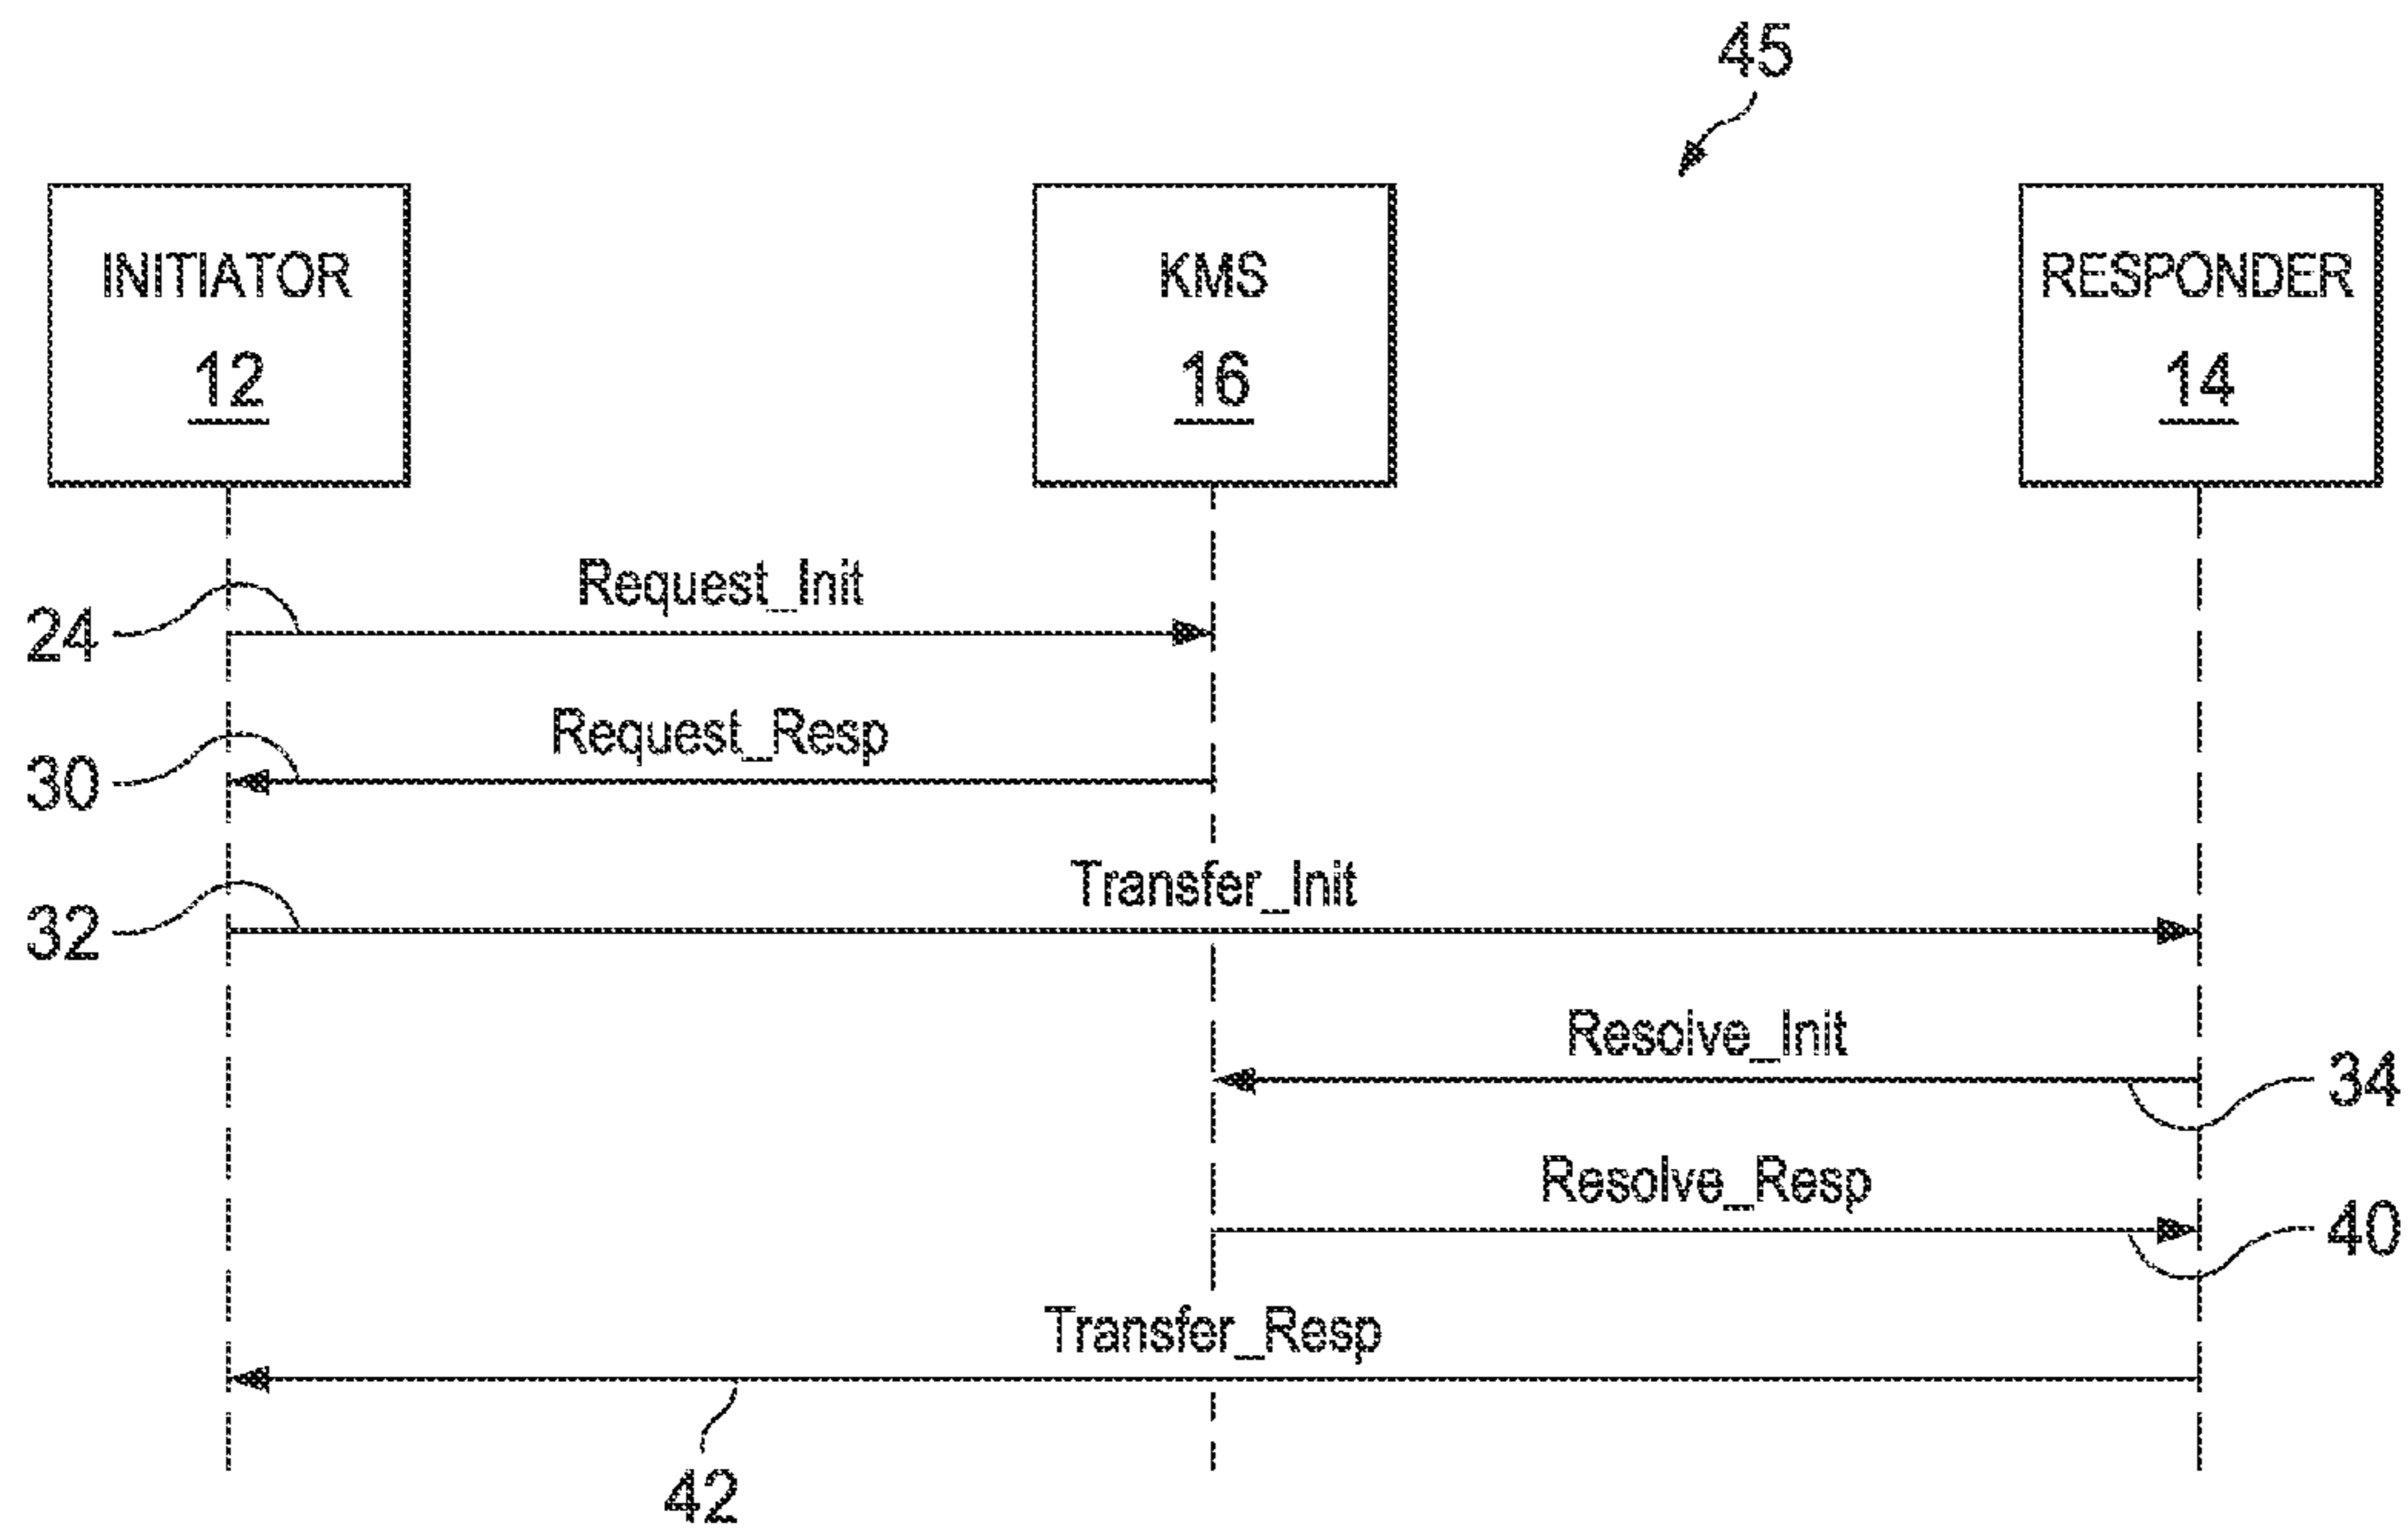 45
INITIATOR
12
KMS
16
RESPONDER
14
Request_Init
24
Request_Resp
30
Transfer_Init
32
Resolve_Init
34
Resolve_Resp
40
Transfer_Resp
42